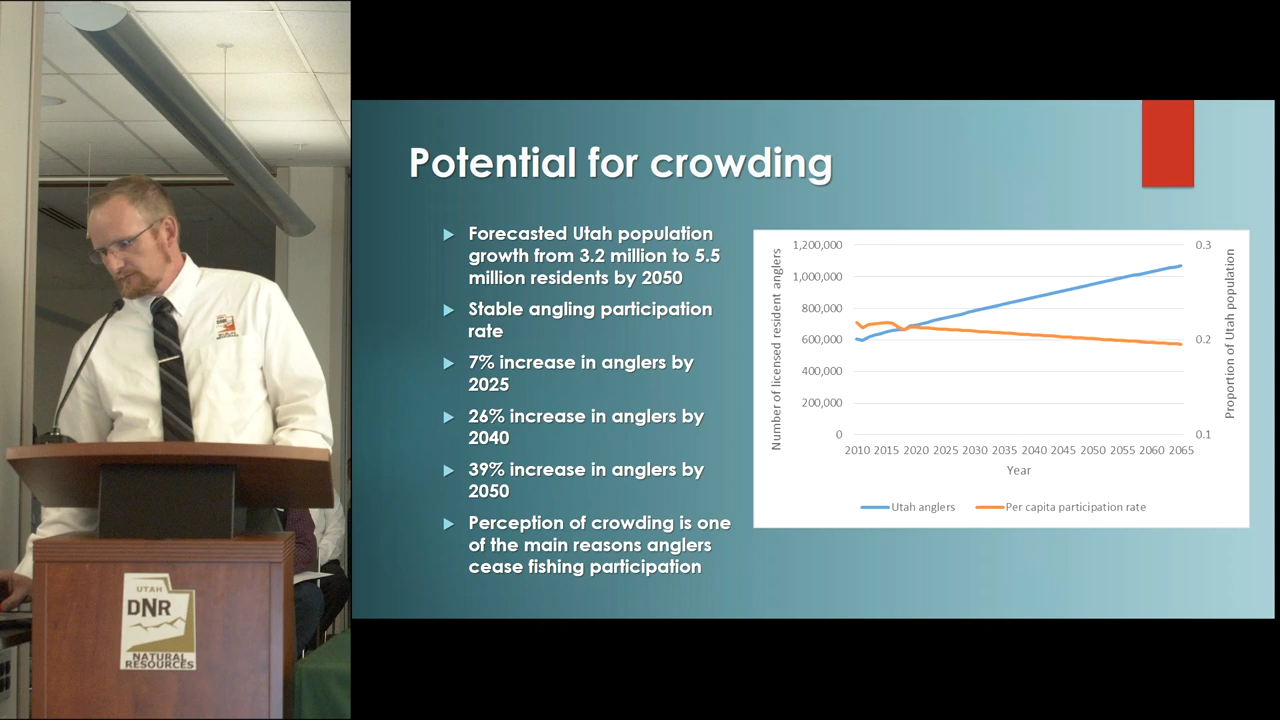 Potential for crowding
Forecasted Utah population
growth from 3.2 million to 5.5
million residents by 2050
Stable angling participation
rate
7% increase in anglers by
2025
26% increase in anglers by
2040
39% increase in anglers by
2050
Perception of crowding is one
of the main reasons anglers
cease fishing participation
Number of licensed resident anglers
1,200,000
1,000,000
800,000
600,000
400,000
200,000
0
0.3
0.2
0.1
Proportion of Utah population
2010 2015 2020 2025 2030 2035 2040 2045 2050 2055 2060 2065
Year
Utah anglers
Per capita participation rate
DNR
UTAH
DNR
NATURAL
RESOURCES